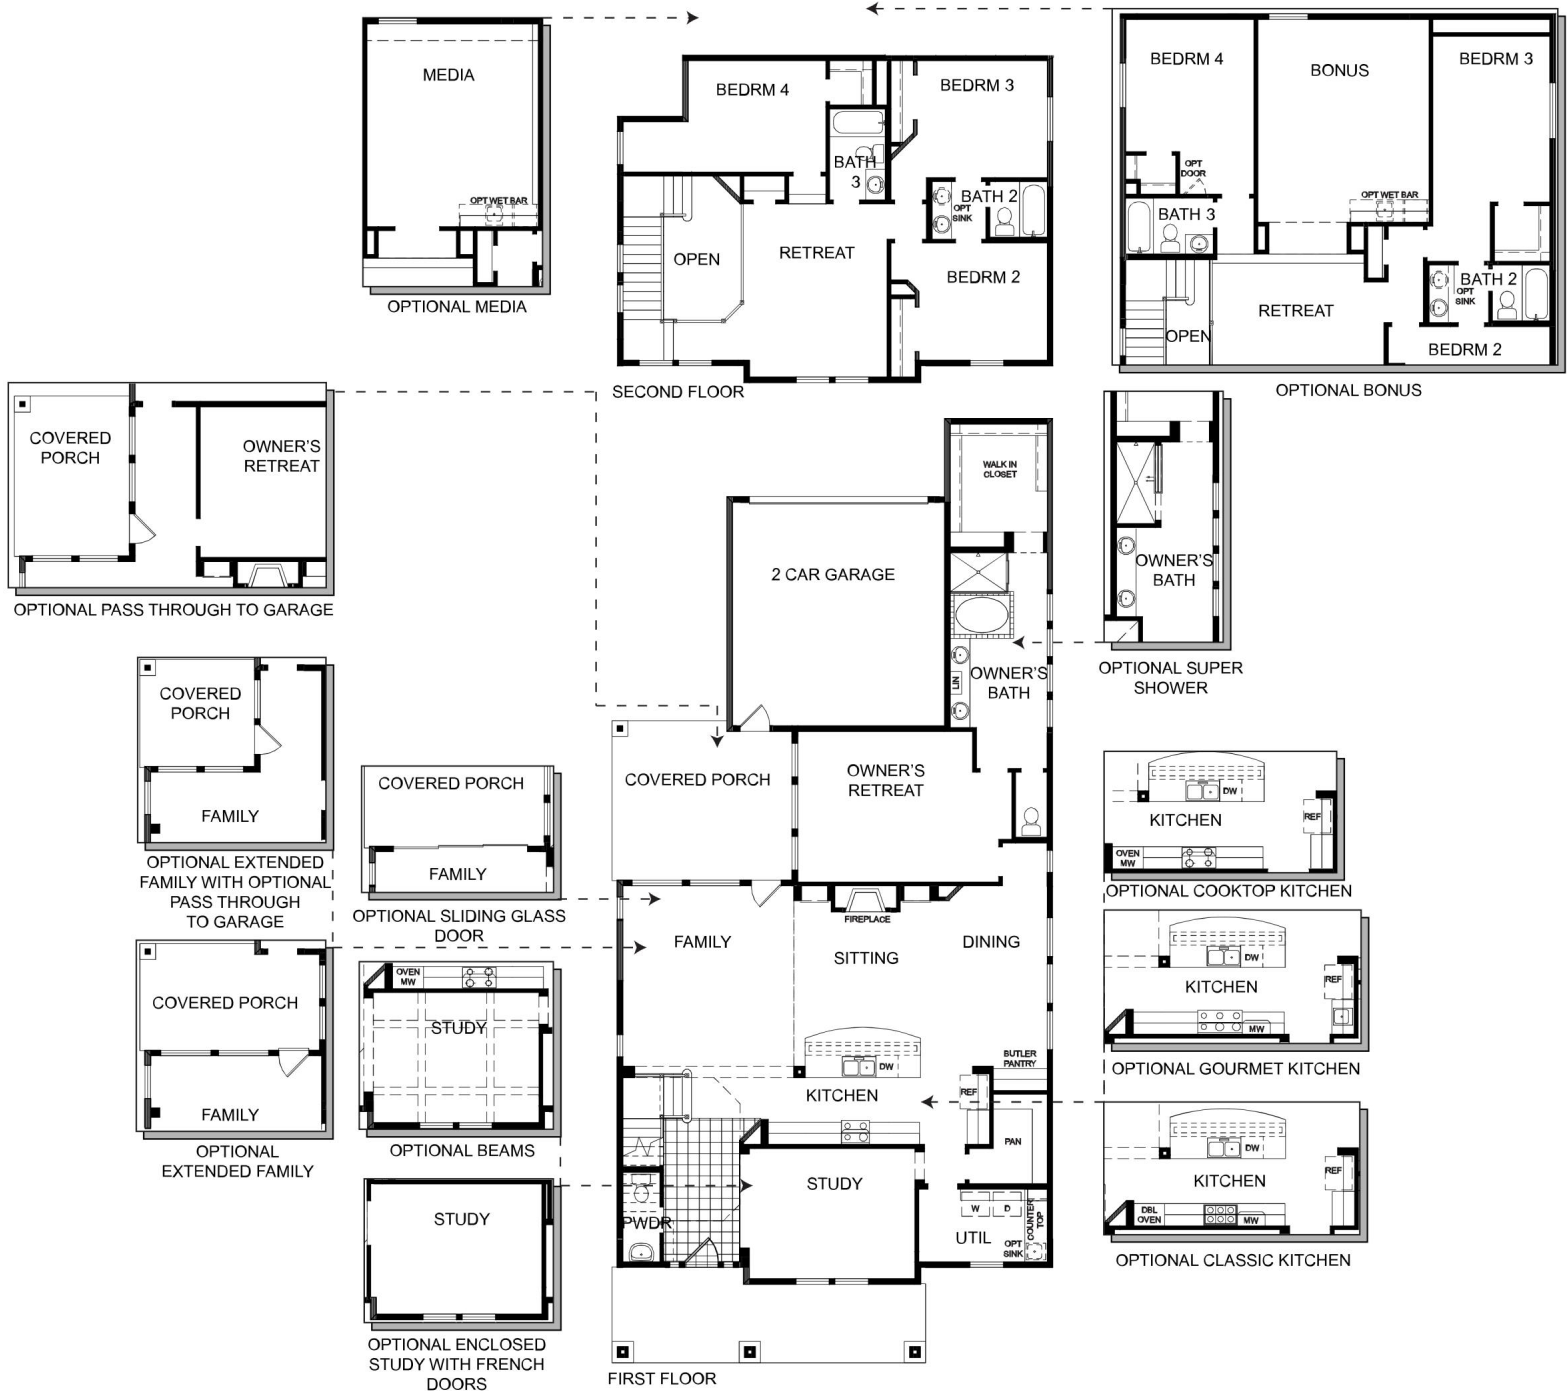 MEDIA
OPT WET BAR
OPTIONAL MEDIA
BEDRM 4
BEDRM 3
BATH
3
BATH 2
OPT
SINK
OPEN
RETREAT
BEDRM 2
SECOND FLOOR
BEDRM 4
BONUS
BEDRM 3
OPT
DOOR
OPT WET BAR
BATH 3
BATH 2
OPT
SINK
RETREAT
OPEN
BEDRM 2
OPTIONAL BONUS
COVERED
PORCH
OWNER'S
RETREAT
OPTIONAL PASS THROUGH TO GARAGE
COVERED
PORCH
FAMILY
OPTIONAL EXTENDED
FAMILY WITH OPTIONAL
PASS THROUGH
TO GARAGE
COVERED PORCH
FAMILY
OPTIONAL SLIDING GLASS
DOOR
COVERED PORCH
FAMILY
OPTIONAL
EXTENDED FAMILY
OVEN
MW
STUDY
OPTIONAL BEAMS
STUDY
OPTIONAL ENCLOSED
STUDY WITH FRENCH
DOORS
WALK IN
CLOSET
2 CAR GARAGE
OWNER'S
BATH
LIN
COVERED PORCH
OWNER'S
RETREAT
FIREPLACE
FAMILY
SITTING
DINING
BUTLER
PANTRY
DW
KITCHEN
REF
PAN
STUDY
PWDR
W
D
COUNTER
TOP
UTIL
OPT
SINK
FIRST FLOOR
OWNER'S
BATH
OPTIONAL SUPER
SHOWER
DW
KITCHEN
REF
OVEN
MW
OPTIONAL COOKTOP KITCHEN
DW
KITCHEN
REF
MW
OPTIONAL GOURMET KITCHEN
DW
KITCHEN
REF
DBL
OVEN
MW
OPTIONAL CLASSIC KITCHEN